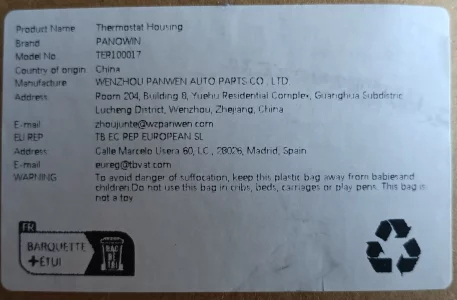 Product Name Thermostat Housing
Brand PANOWIN
Model No. TER100017
Country of origin China
Manufacture WENZHOU PANWEN AUTO PARTS CO., LTD
Address Room 204, Building 8, Yuehu Residential Complex, Guanghua Subdistric
Lucheng District, Wenzhou, Zhejiang, China
E-mail zhoujunte@wzpanwen.com
EU REP TB EC REP EUROPEAN SL
Address Calle Marcelo Usera 60, LC, 28026, Madrid, Spain
E-mail eureg@tbvat.com
WARNING To avoid danger of suffocation, keep this plastic bag away from babies and
children. Do not use this bag in cribs, beds, carriages or play pens. This bag is
not a toy
FR
BARQUETTE
+ETUI
BAC
DE
TRI